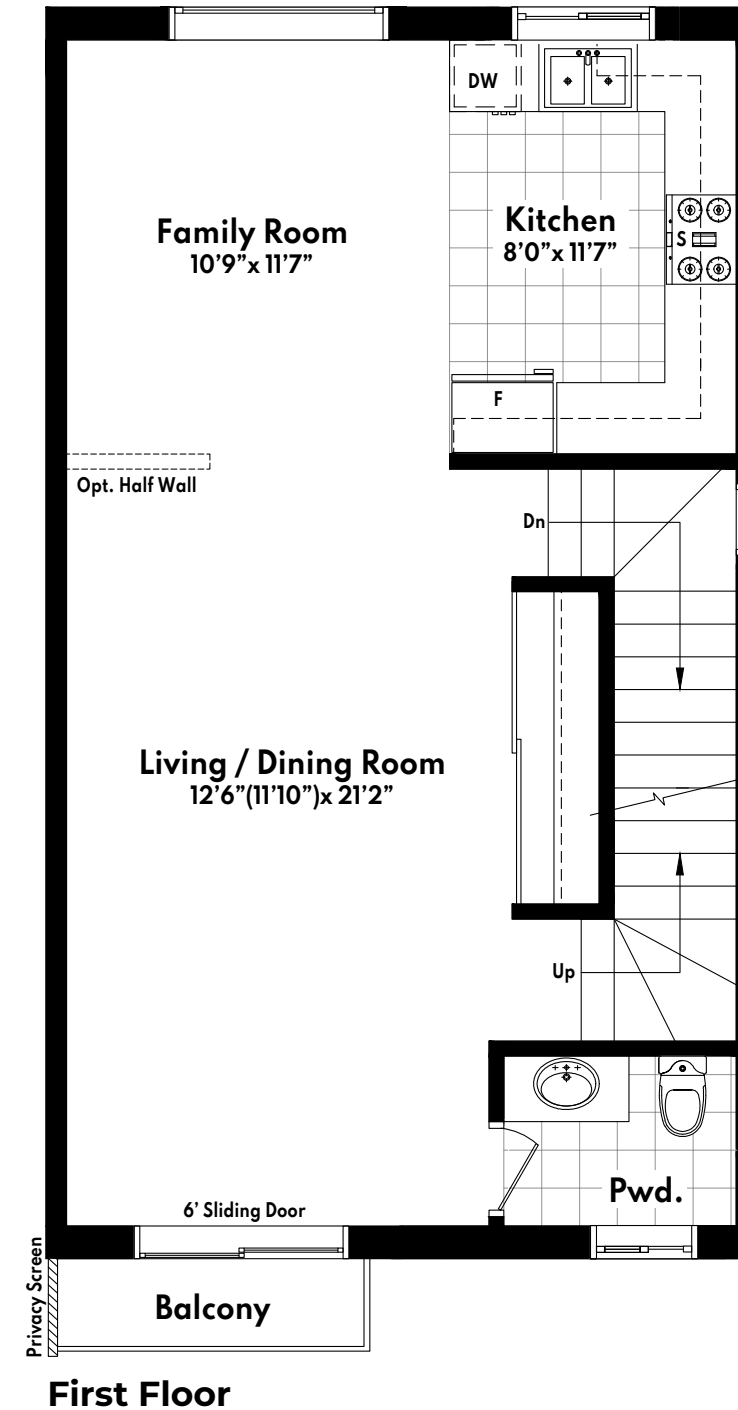 DW
Family Room
10’9”x 11’7”
Kitchen
8’0”x 11’7”
S
F
Opt. Half Wall
Dn
Living / Dining Room
12’6”(11’10”)x 21’2”
Up
Pwd.
6’ Sliding Door
Privacy Screen
Balcony
First Floor